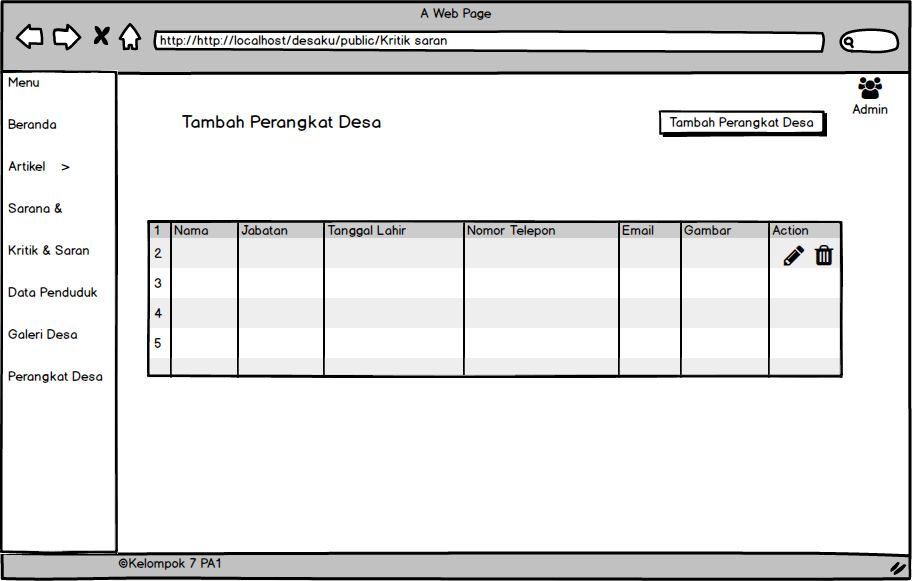 A Web Page
http://http://localhost/desaku/public/Kritik saran
Menu
Beranda
Artikel >
Sarana &
Kritik & Saran
Data Penduduk
Galeri Desa
Perangkat Desa
Admin
Tambah Perangkat Desa
Tambah Perangkat Desa
1 Nama Jabatan Tanggal Lahir Nomor Telepon Email Gambar Action
2
3
4
5
©Kelompok 7 PA1